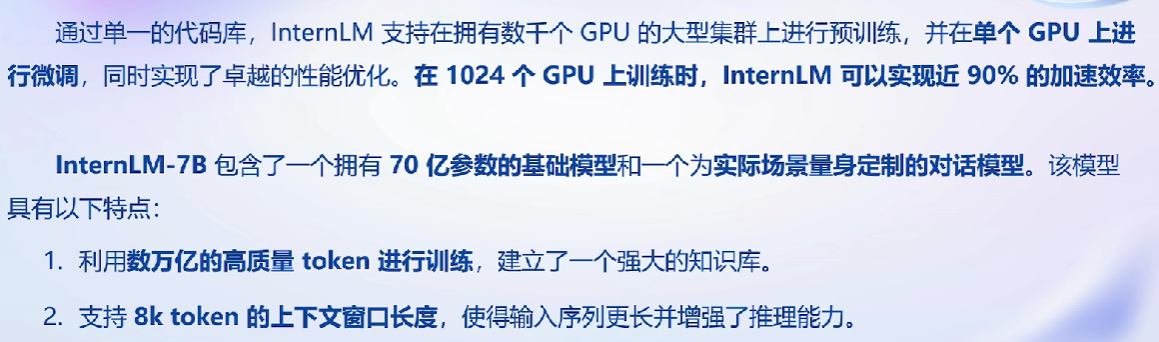 通过单一的代码库，InternLM 支持在拥有数千个 GPU 的大型集群上进行预训练，并在单个 GPU 上进
行微调，同时实现了卓越的性能优化。在 1024 个 GPU 上训练时，InternLM 可以实现近 90% 的加速效率。
InternLM-7B 包含了一个拥有 70 亿参数的基础模型和一个为实际场景量身定制的对话模型。该模型
具有以下特点：
1. 利用数万亿的高质量 token 进行训练，建立了一个强大的知识库。
2. 支持 8k token 的上下文窗口长度，使得输入序列更长并增强了推理能力。